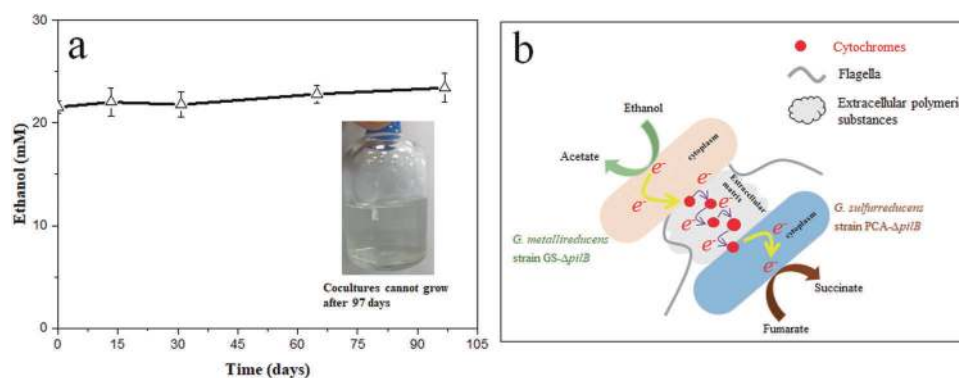 a
30
20
10
0
Ethanol (mM)
Cocultures cannot grow
after 97 days
0 15 30 45 60 75 90 105
Time (days)
b
Cytochromes
Flagella
Extracellular polymeric
substances
Ethanol
Acetate
cytoplasm
e-
e-
e-
e-
e-
e-
Extracellular
matrix
G. metallireducens
strain GS-ΔpilB
cytoplasm
e-
e-
G. sulfurreducens
strain PCA-ΔpilB
Succinate
Fumarate